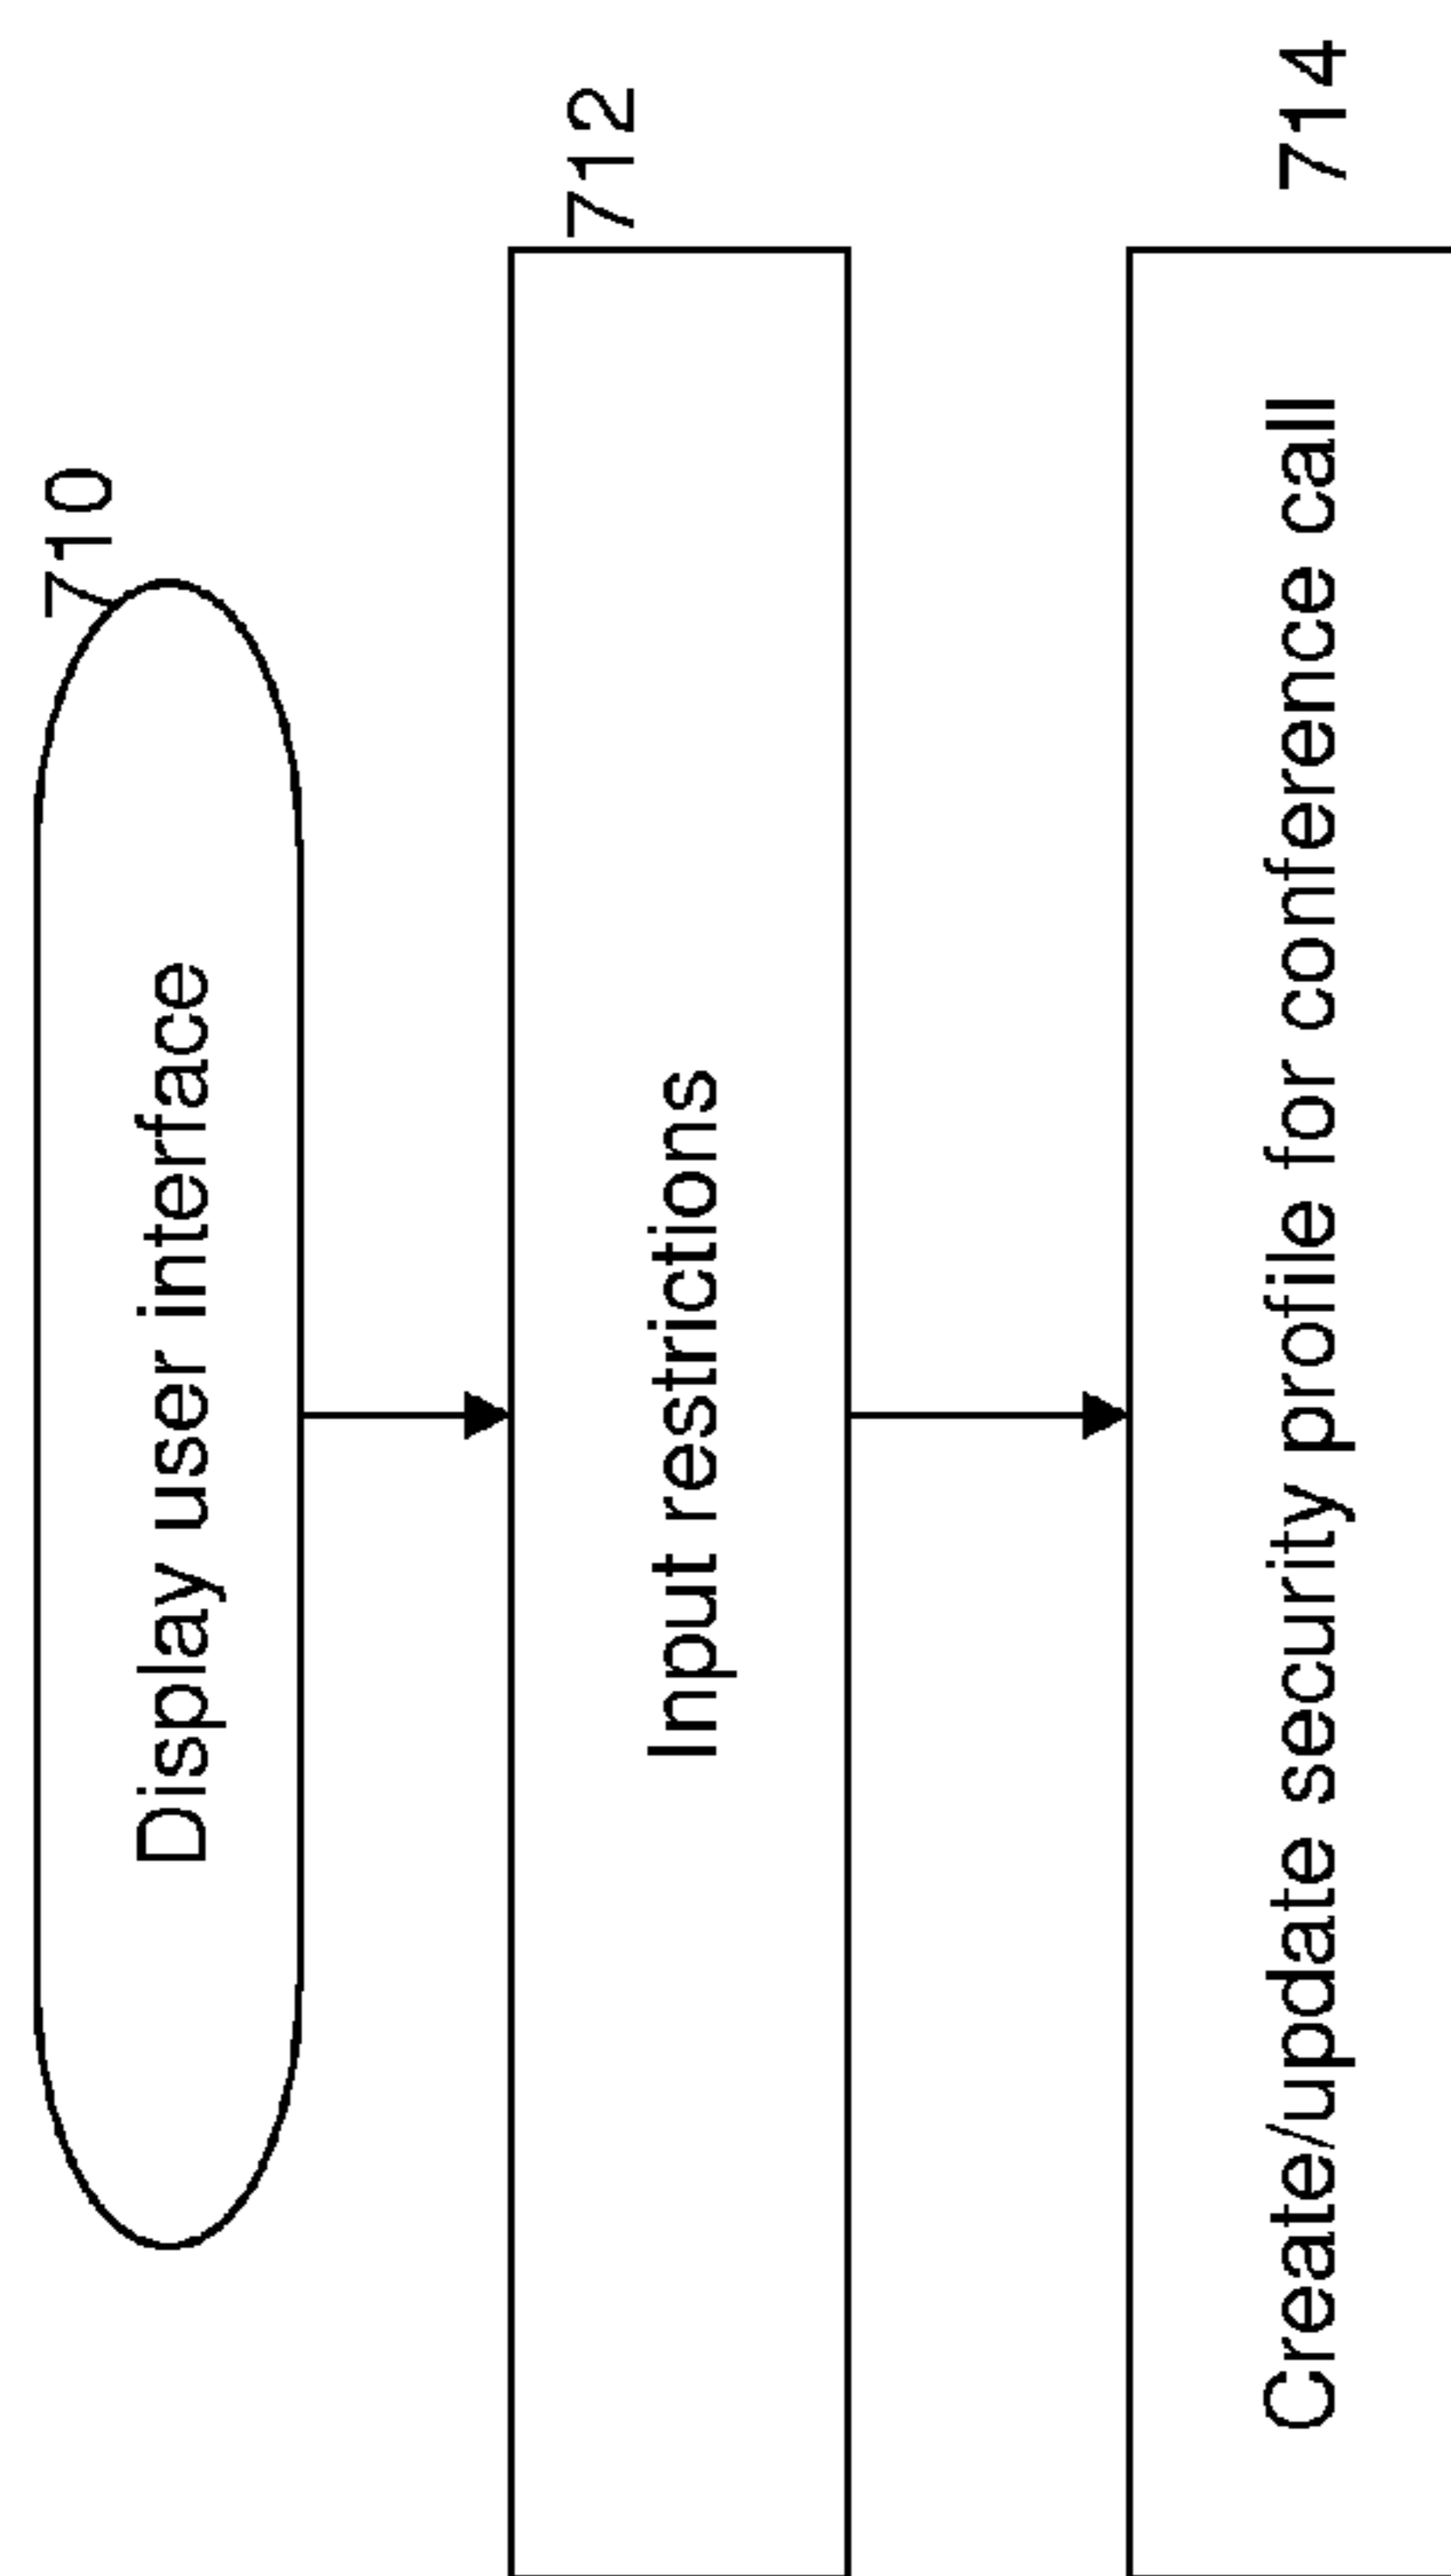 710
Display user interface
712
Input restrictions
714
Create/update security profile for conference call